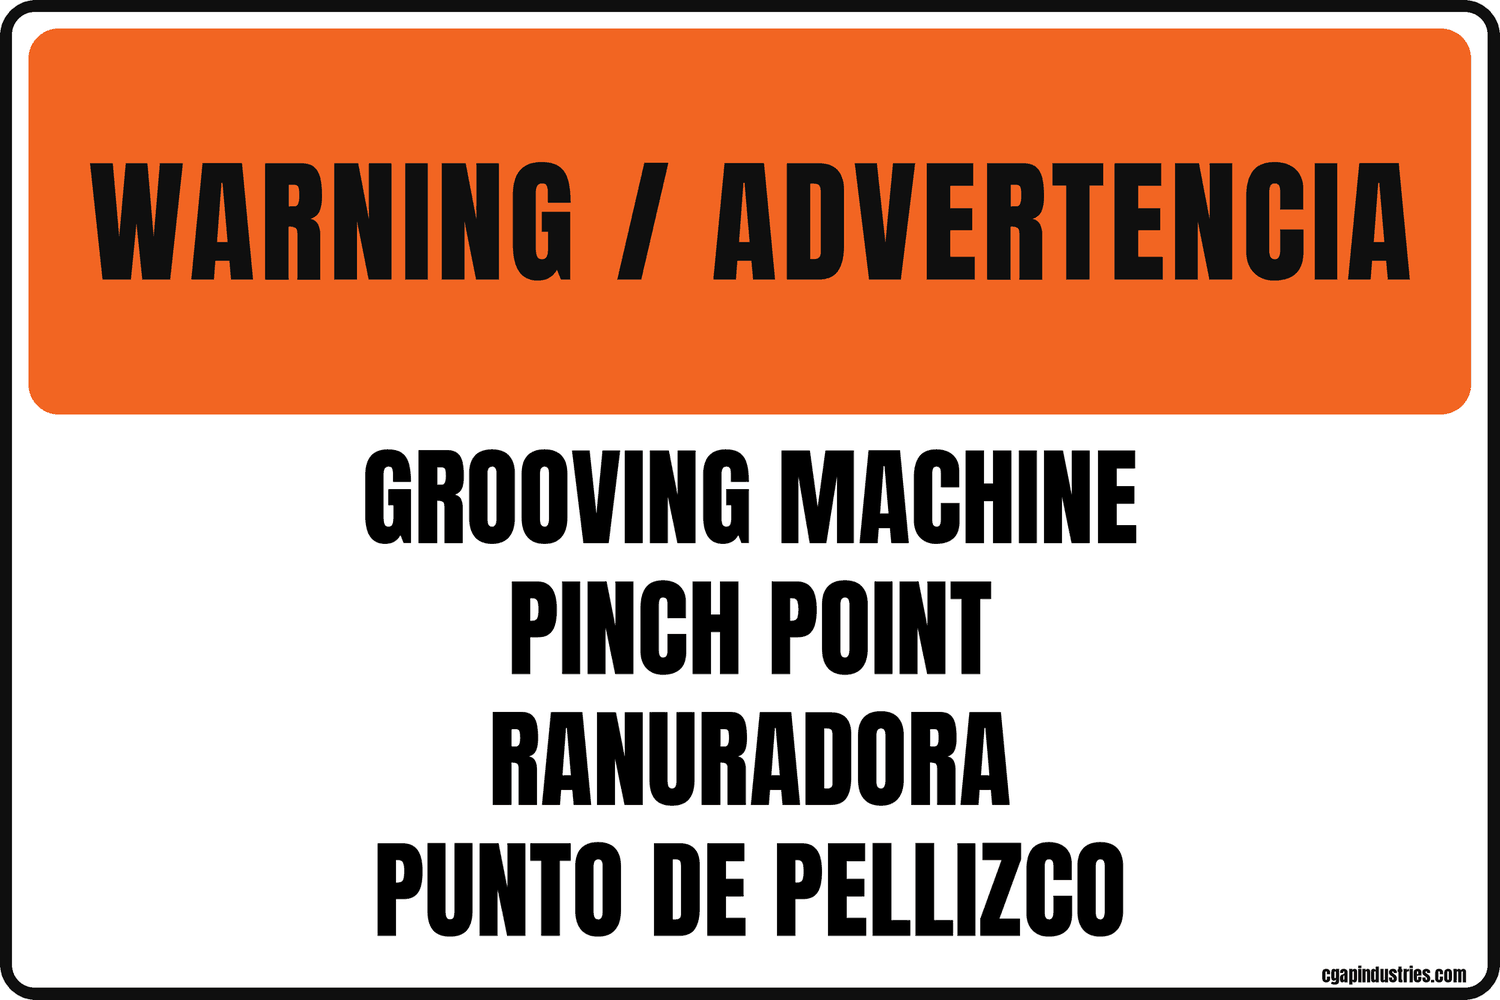 WARNING / ADVERTENCIA
GROOVING MACHINE
PINCH POINT
RANURADORA
PUNTO DE PELLIZCO
cgapindustries.com